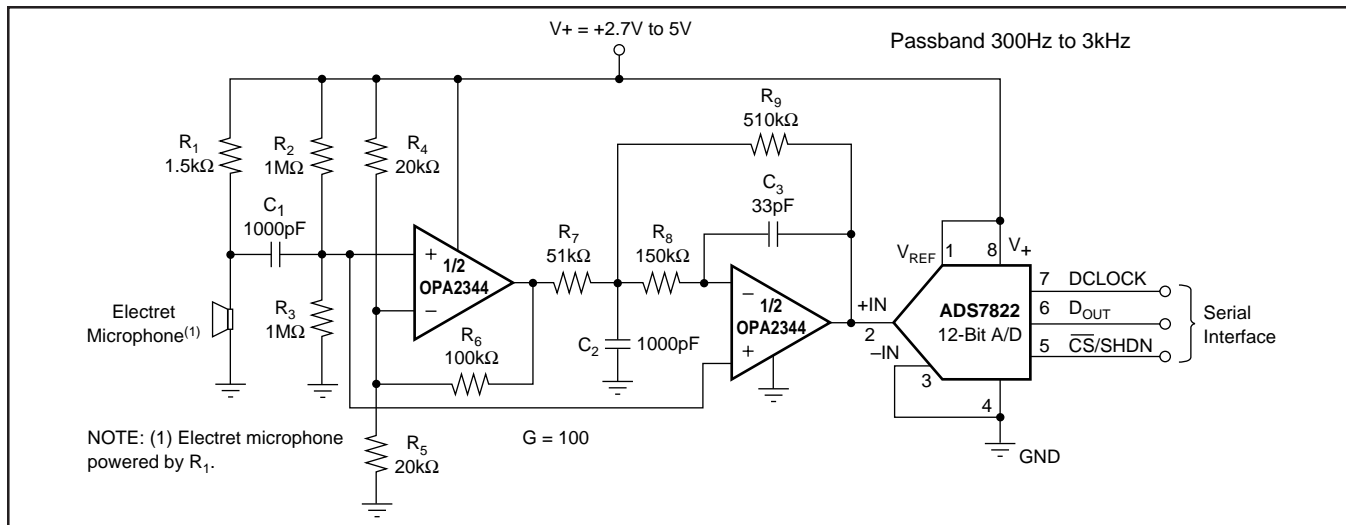 V+ = +2.7V to 5V
Passband 300Hz to 3kHz
R1
1.5kΩ
R2
1MΩ
R4
20kΩ
R9
510kΩ
C3
33pF
C1
1000pF
R7
51kΩ
R8
150kΩ
VREF
1
8
V+
+
1/2
OPA2344
−
7
DCLOCK
Electret
Microphone(1)
R3
1MΩ
−
1/2
OPA2344
+
+IN
2
ADS7822
12-Bit A/D
6
DOUT
Serial
Interface
R6
100kΩ
C2
1000pF
−IN
3
5
CS/SHDN
4
NOTE: (1) Electret microphone
powered by R1.
R5
20kΩ
G = 100
GND